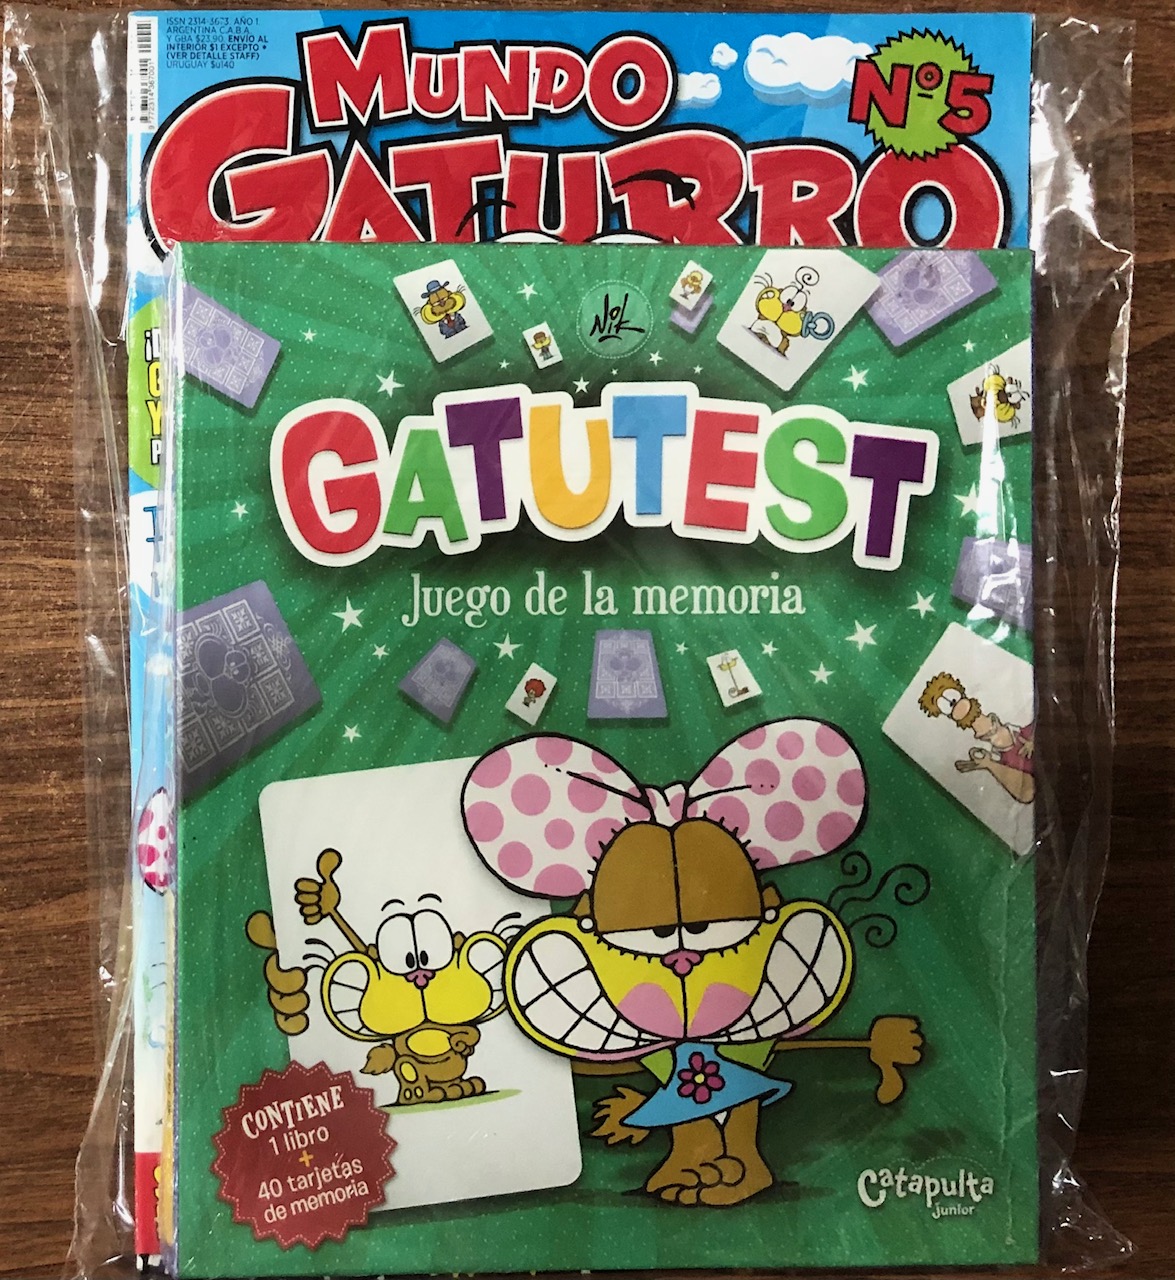 ISSN 2314-3673. AÑO 1.
ARGENTINA C.A.B.A.
Y GBA $23,90. ENVÍO AL
INTERIOR $1 EXCEPTO •
(VER DETALLE STAFF)
URUGUAY $u140
MUNDO
GATURRO
Nº5
NiK
GATUTEST
Juego de la memoria
CONTIENE
1 libro
+
40 tarjetas
de memoria
Catapulta
junior